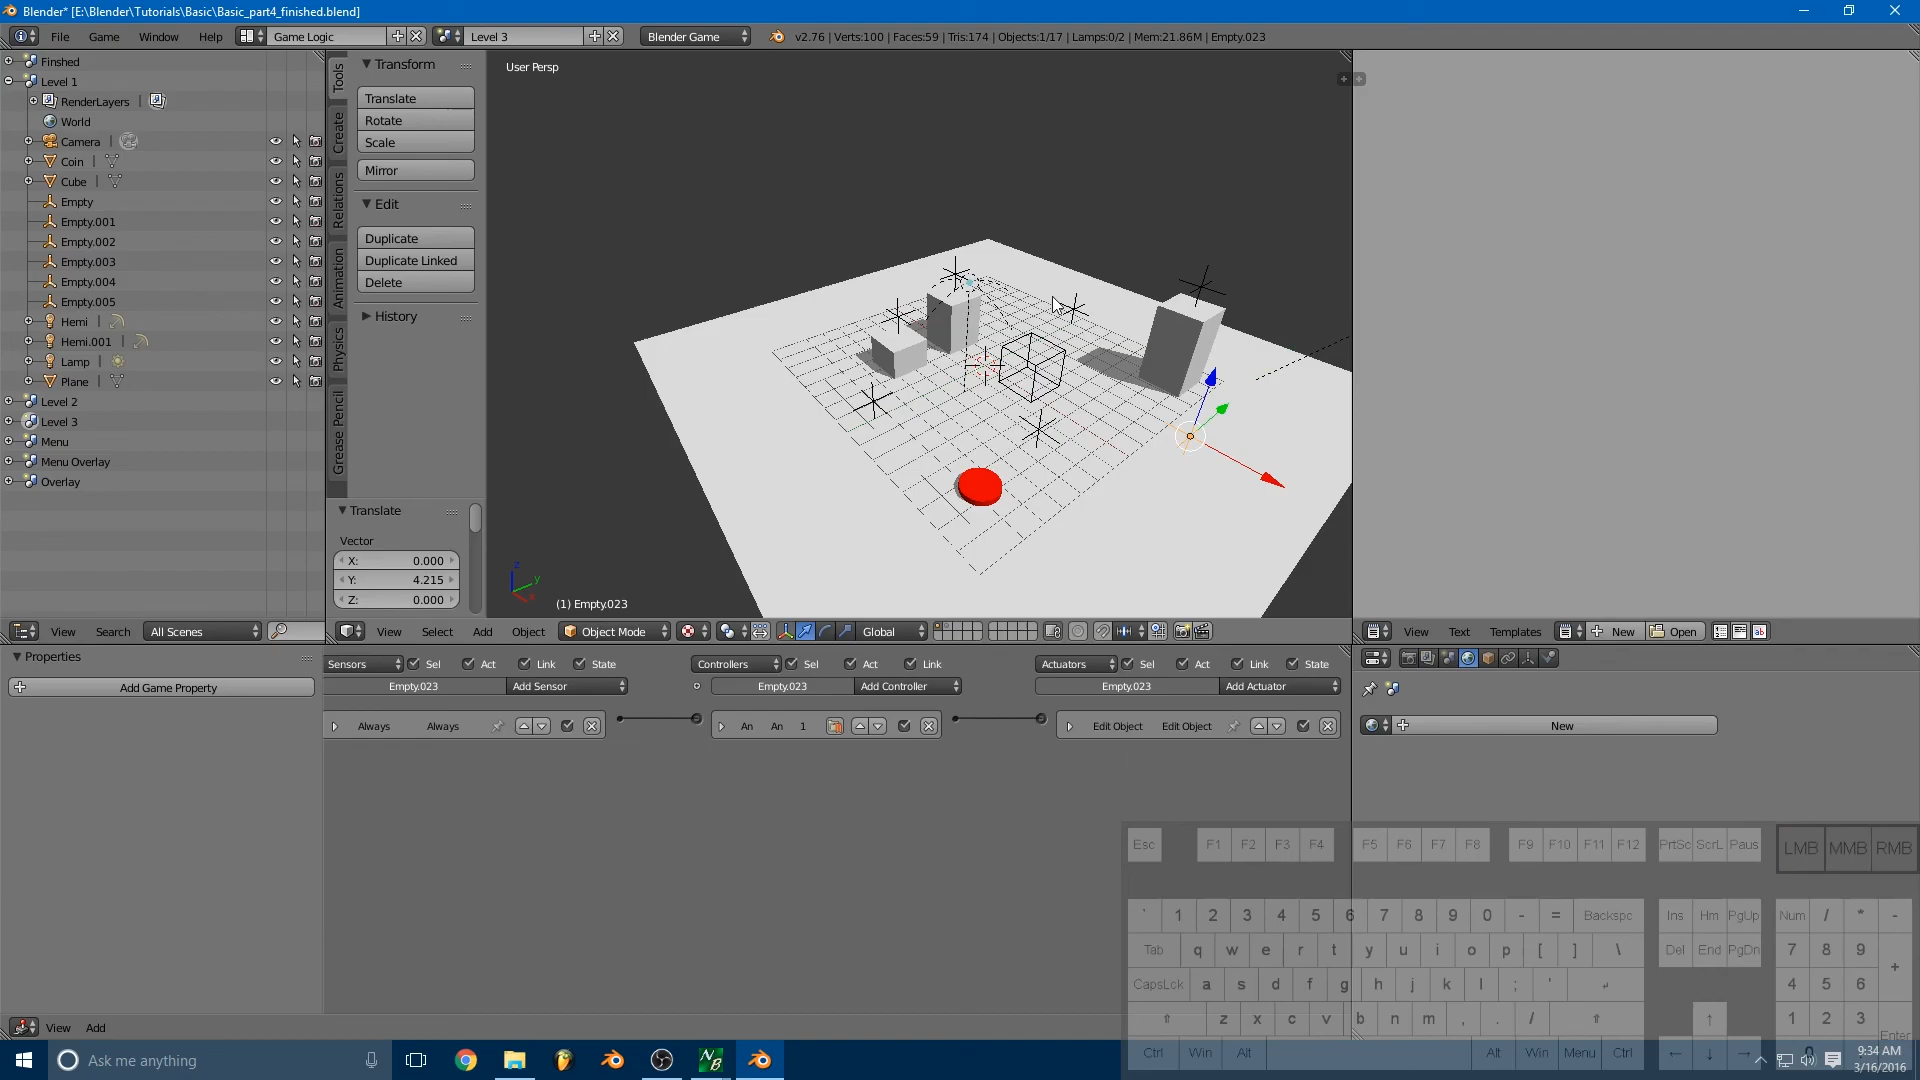 Blender* [E:\Blender\Tutorials\Basic\Basic_part4_finished.blend]
File Game Window Help Game Logic Level 3 Blender Game v2.76 | Verts:100 | Faces:59 | Tris:174 | Objects:1/17 | Lamps:0/2 | Mem:21.86M | Empty.023
Finshed
Level 1
RenderLayers |
World
Camera |
Coin |
Cube |
Empty
Empty.001
Empty.002
Empty.003
Empty.004
Empty.005
Hemi |
Hemi.001 |
Lamp |
Plane |
Level 2
Level 3
Menu
Menu Overlay
Overlay
View Search All Scenes
Tools
Create
Relations
Animation
Physics
Grease Pencil
Transform
Translate
Rotate
Scale
Mirror
Edit
Duplicate
Duplicate Linked
Delete
History
Translate
Vector
X: 0.000
Y: 4.215
Z: 0.000
User Persp
z
y
(1) Empty.023
View Select Add Object Object Mode Global
View Text Templates New Open
Properties
Add Game Property
Sensors Sel Act Link State
Empty.023 Add Sensor
Always Always
Controllers Sel Act Link
Empty.023 Add Controller
An An 1
Actuators Sel Act Link State
Empty.023 Add Actuator
Edit Object Edit Object
New
Esc F1 F2 F3 F4 F5 F6 F7 F8 F9 F10 F11 F12 PrtSc ScrL Paus LMB MMB RMB
` 1 2 3 4 5 6 7 8 9 0 - = Backspc Ins Hm PgUp Num / * -
Tab q w e r t y u i o p [ ] \ Del End PgDn 7 8 9 +
CapsLck a s d f g h j k l ; ' 4 5 6
z x c v b n m , . / 1 2 3 Enter
Ctrl Win Alt Alt Win Menu Ctrl 0
View Add
Ask me anything
9:34 AM
3/16/2016